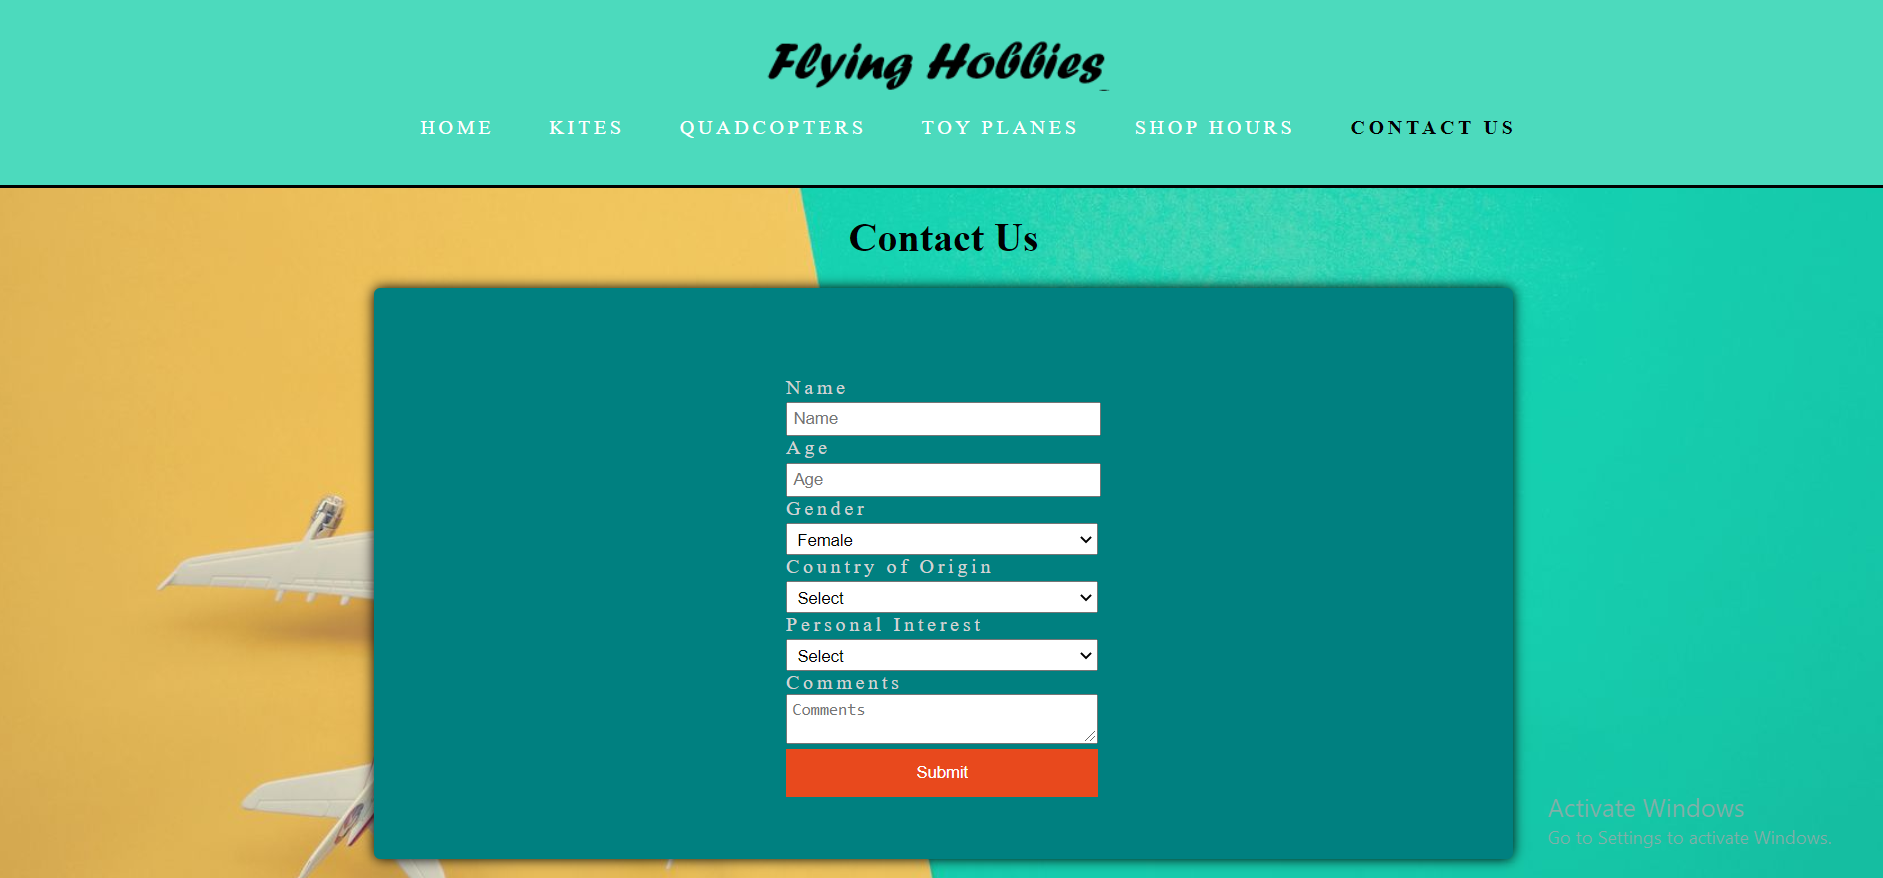 Flying Hobbies
HOME KITES QUADCOPTERS TOY PLANES SHOP HOURS CONTACT US
Contact Us
Name
Name
Age
Age
Gender
Female
Country of Origin
Select
Personal Interest
Select
Comments
Comments
Submit
Activate Windows
Go to Settings to activate Windows.